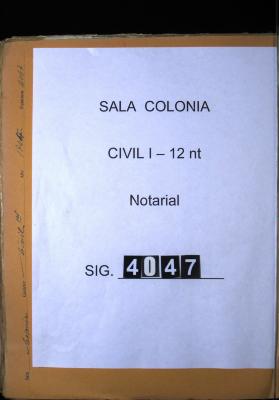 SALA COLONIA
CIVIL I – 12 nt
Notarial
SIG. 4047